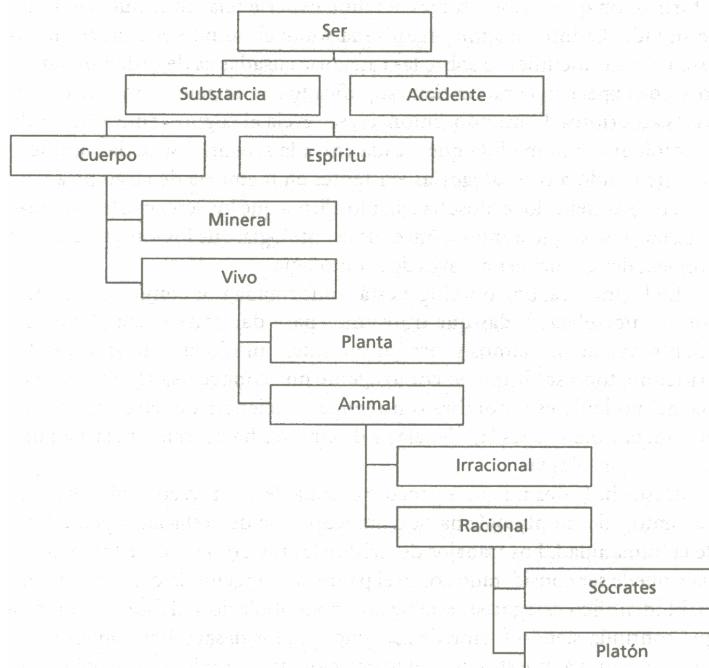 Ser
Substancia
Accidente
Cuerpo
Espíritu
Mineral
Vivo
Planta
Animal
Irracional
Racional
Sócrates
Platón